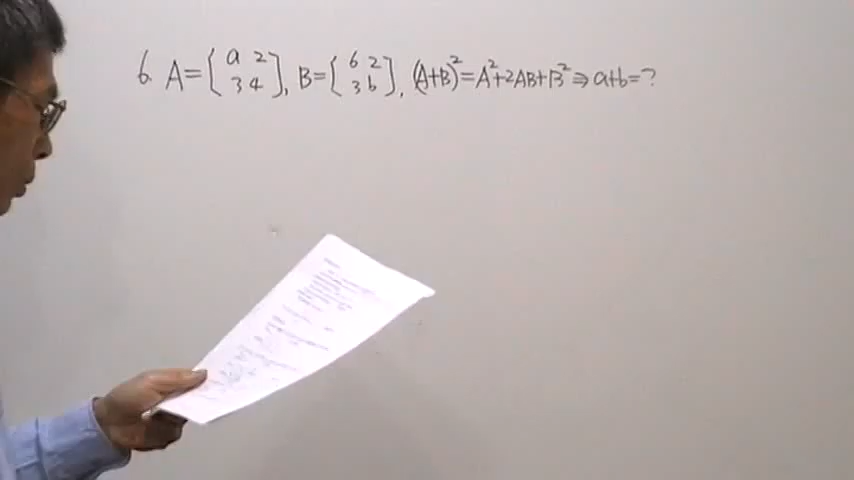 6. A=[a 2 3 4], B=[6 2 3 b], (A+B)²=A²+2AB+B² ⇒ a+b=?